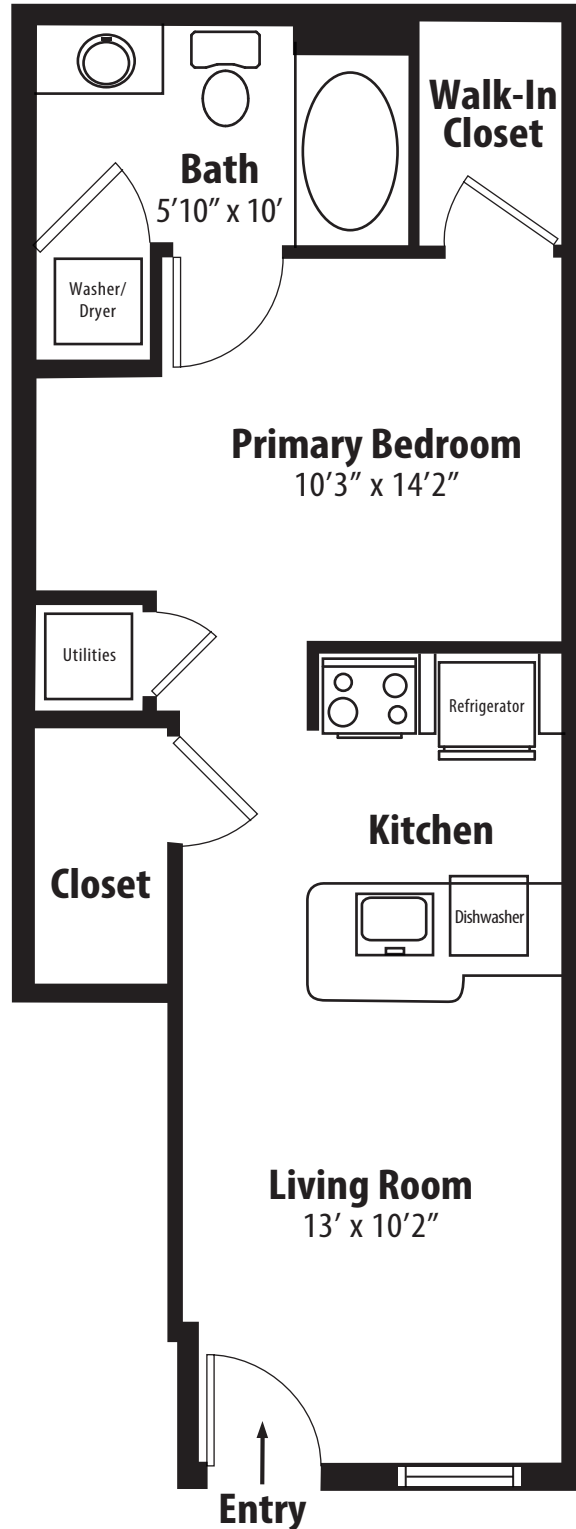 Walk-In
Closet
Bath
5’10” x 10’
Washer/
Dryer
Primary Bedroom
10’3” x 14’2”
Utilities
Refrigerator
Kitchen
Closet
Dishwasher
Living Room
13’ x 10’2”
Entry